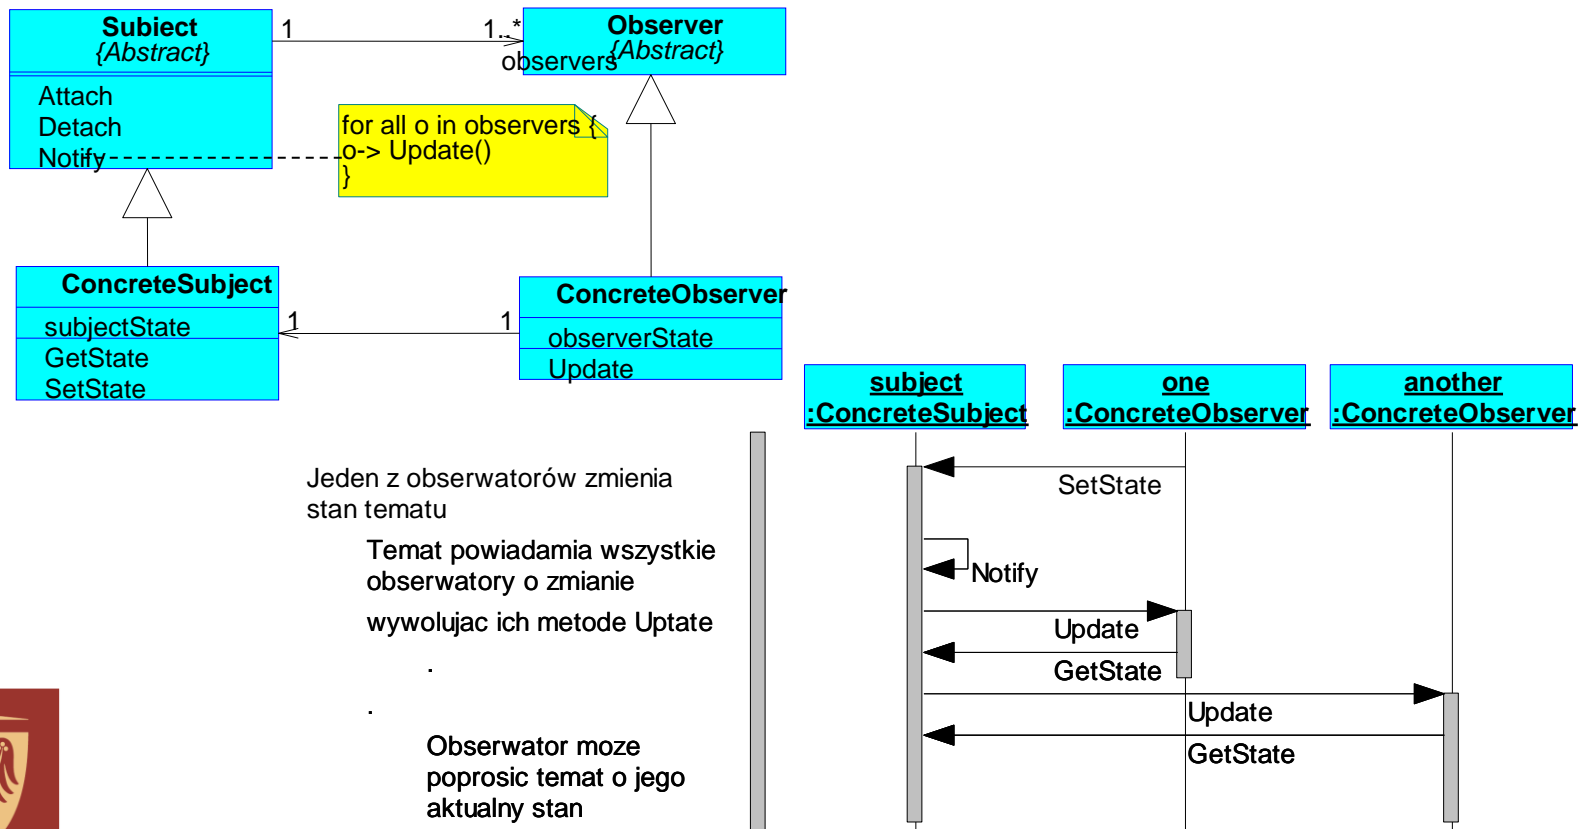 Subject
{Abstract}
Attach
Detach
Notify
1
1..*
observers
Observer
{Abstract}
for all o in observers {
o-> Update()
}
ConcreteSubject
subjectState
GetState
SetState
1
1
ConcreteObserver
observerState
Update
subject
:ConcreteSubject
one
:ConcreteObserver
another
:ConcreteObserver
Jeden z obserwatorów zmienia
stan tematu
Temat powiadamia wszystkie
obserwatory o zmianie
wywolujac ich metode Uptate
.
.
Obserwator moze
poprosic temat o jego
aktualny stan
SetState
Notify
Update
GetState
Update
GetState